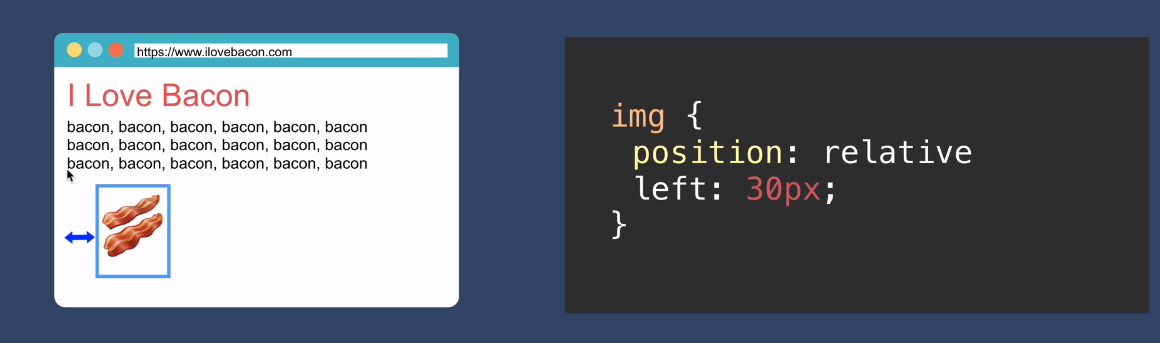 https://www.ilovebacon.com
I Love Bacon
bacon, bacon, bacon, bacon, bacon, bacon
bacon, bacon, bacon, bacon, bacon, bacon
bacon, bacon, bacon, bacon, bacon, bacon
img {
position: relative
left: 30px;
}